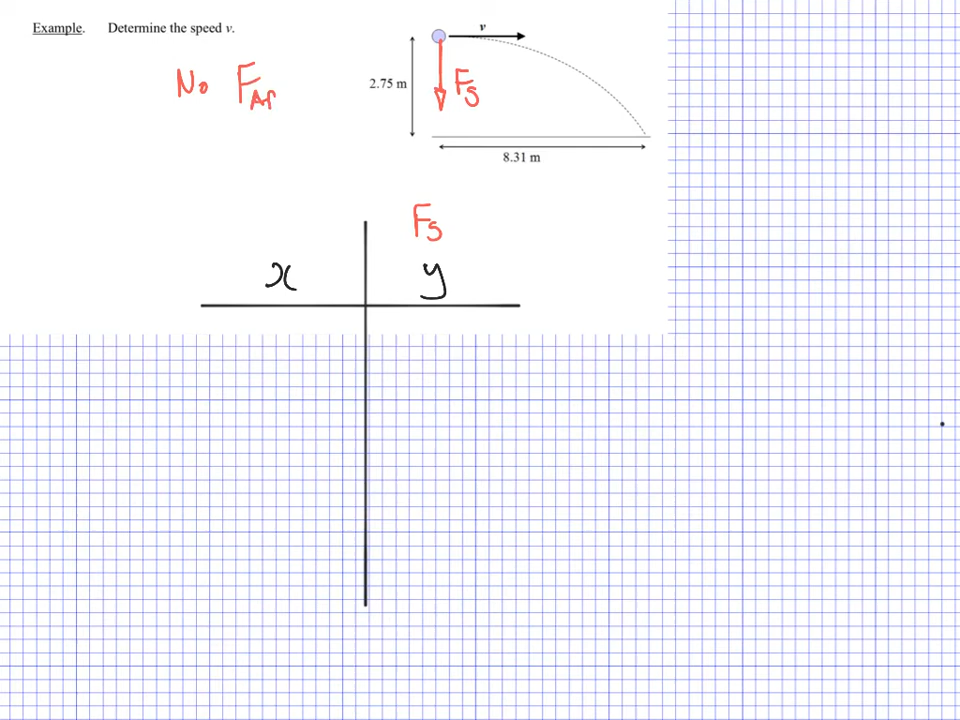 Example. Determine the speed v.
v
No FAr
2.75 m
Fg
8.31 m
Fg
x y